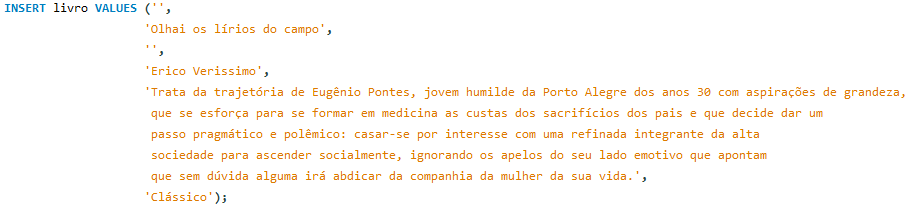 INSERT livro VALUES ('',
'Olhai os lírios do campo',
'',
'Erico Verissimo',
'Trata da trajetória de Eugênio Pontes, jovem humilde da Porto Alegre dos anos 30 com aspirações de grandeza,
que se esforça para se formar em medicina as custas dos sacrifícios dos pais e que decide dar um
passo pragmático e polêmico: casar-se por interesse com uma refinada integrante da alta
sociedade para ascender socialmente, ignorando os apelos do seu lado emotivo que apontam
que sem dúvida alguma irá abdicar da companhia da mulher da sua vida.',
'Clássico');